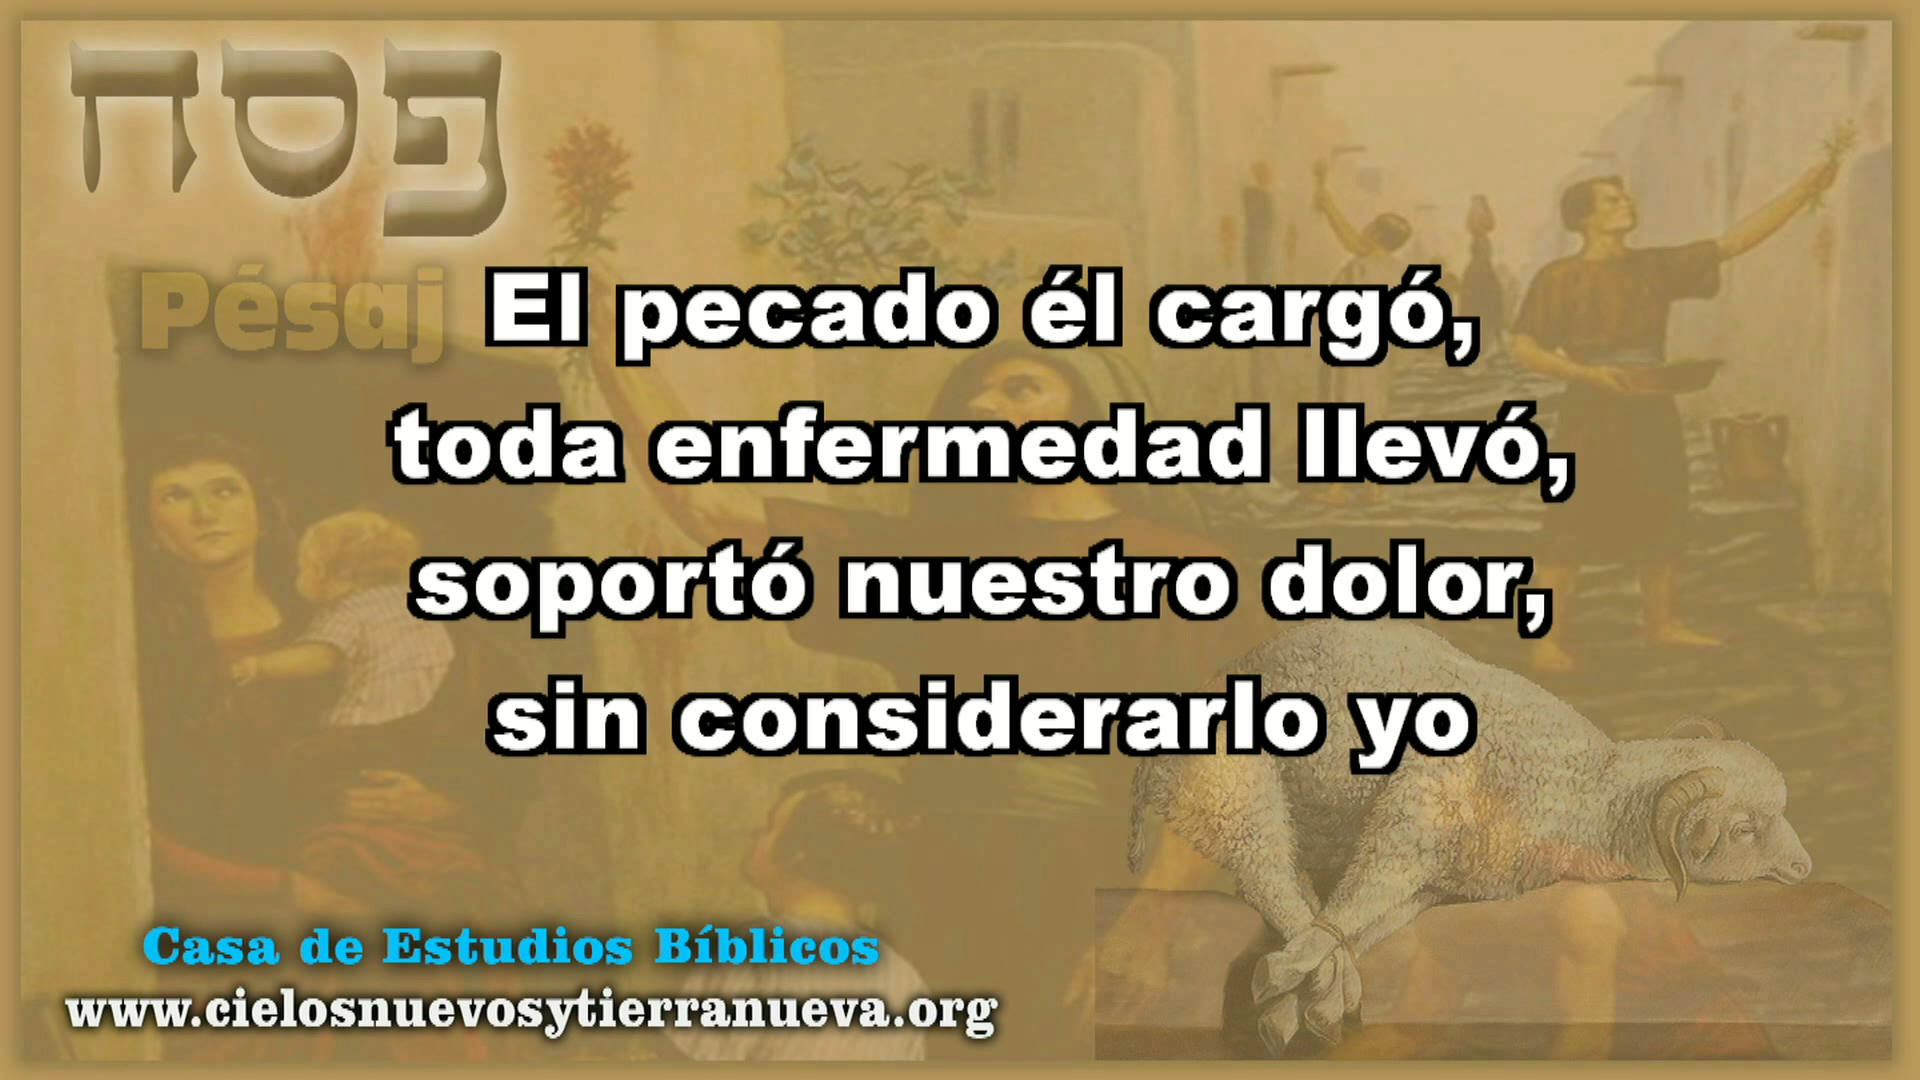 פסח
Pésaj
El pecado él cargó,
toda enfermedad llevó,
soportó nuestro dolor,
sin considerarlo yo
Casa de Estudios Bíblicos
www.cielosnuevosytierranueva.org